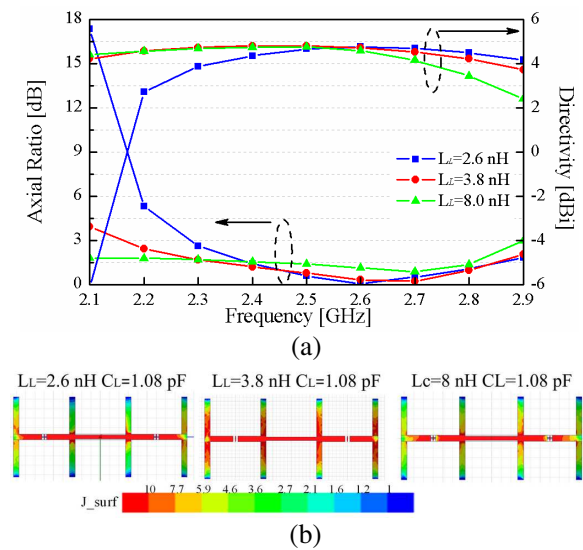 (a)
18
15
12
9
6
3
0
Axial Ratio [dB]
6
4
2
0
-2
-4
-6
Directivity [dBi]
L_L=2.6 nH
L_L=3.8 nH
L_L=8.0 nH
2.1 2.2 2.3 2.4 2.5 2.6 2.7 2.8 2.9
Frequency [GHz]
(a)
(b)
LL=2.6 nH CL=1.08 pF
LL=3.8 nH CL=1.08 pF
Lc=8 nH CL=1.08 pF
10 7.7 5.9 4.6 3.6 2.7 2.1 1.6 1.2 1
J_surf
(b)